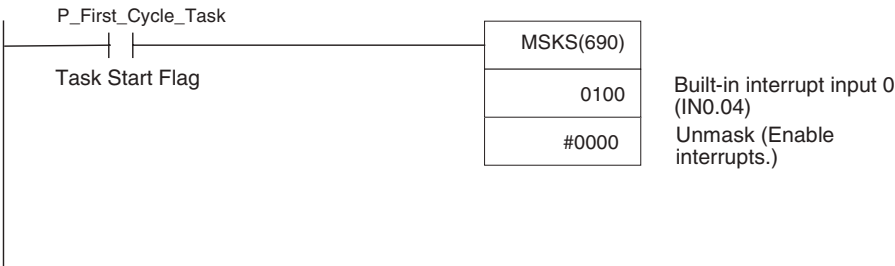 P_First_Cycle_Task
Task Start Flag
MSKS(690)
0100
#0000
Built-in interrupt input 0
(IN0.04)
Unmask (Enable
interrupts.)